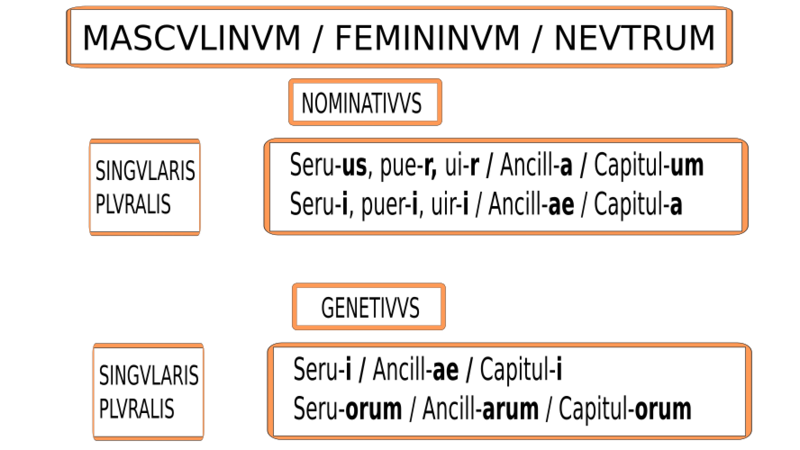 MASCVLINVM / FEMININVM / NEVTRUM
NOMINATIVVS
SINGVLARIS
PLVRALIS
Seru-us, pue-r, ui-r / Ancill-a / Capitul-um
Seru-i, puer-i, uir-i / Ancill-ae / Capitul-a
GENETIVVS
SINGVLARIS
PLVRALIS
Seru-i / Ancill-ae / Capitul-i
Seru-orum / Ancill-arum / Capitul-orum